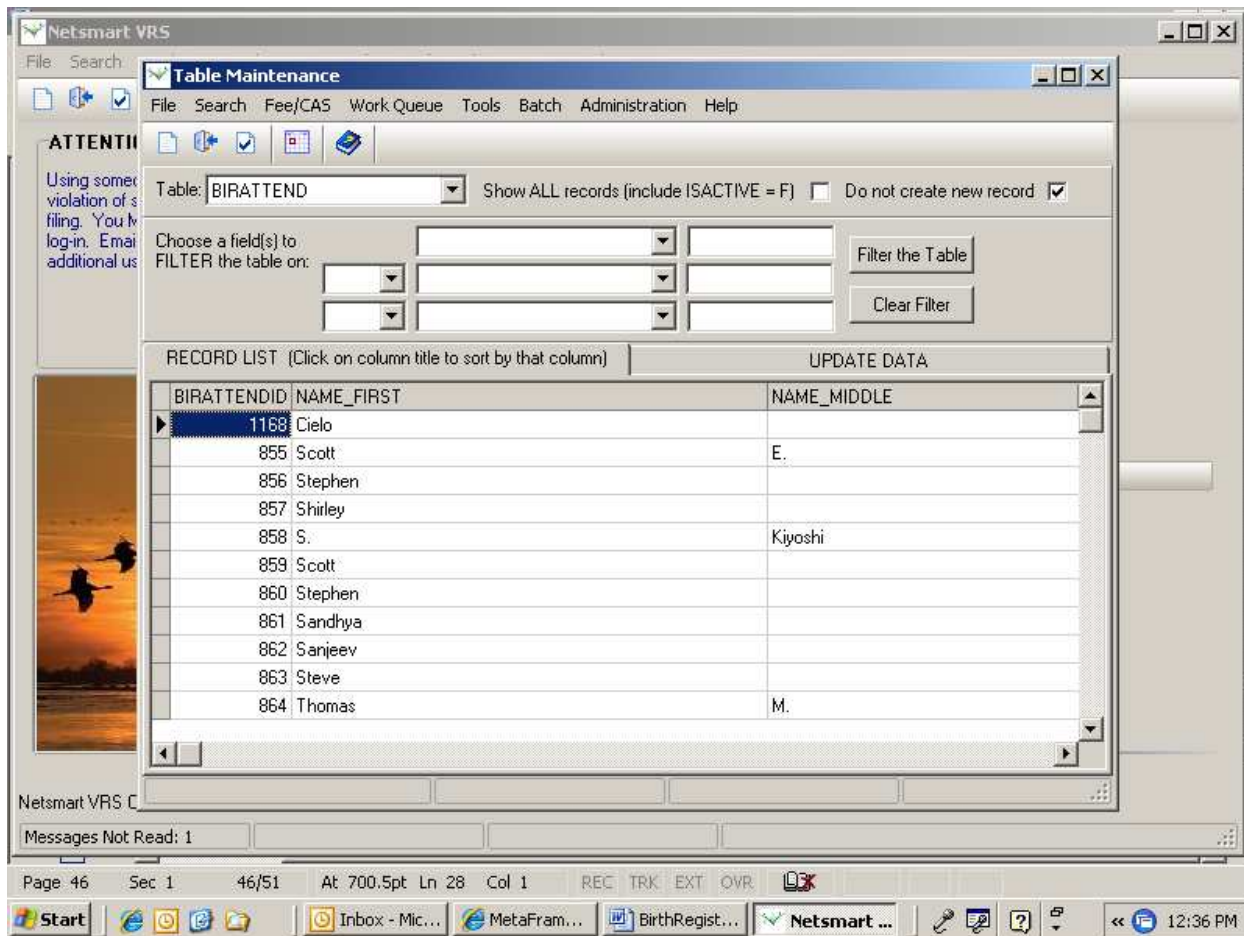 Netsmart VRS
File Search
Table Maintenance
File Search Fee/CAS Work Queue Tools Batch Administration Help
ATTENTI
Using someo
violation of s
filing. You M
log-in. Emai
additional us
Table: BIRATTEND Show ALL records (include ISACTIVE = F) Do not create new record
Choose a field(s) to
FILTER the table on:
Filter the Table
Clear Filter
RECORD LIST (Click on column title to sort by that column) UPDATE DATA
BIRATTENDID NAME_FIRST NAME_MIDDLE
1168 Cielo
855 Scott E.
856 Stephen
857 Shirley
858 S. Kiyoshi
859 Scott
860 Stephen
861 Sandhya
862 Sanjeev
863 Steve
864 Thomas M.
Netsmart VRS C
Messages Not Read: 1
Page 46 Sec 1 46/51 At 700.5pt Ln 28 Col 1 REC TRK EXT OVR
Start Inbox - Mic... MetaFram... BirthRegist... Netsmart ... « 12:36 PM